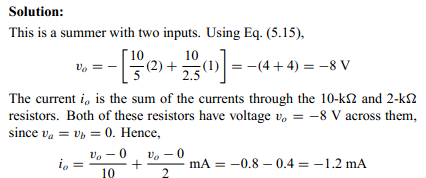 Solution:
This is a summer with two inputs. Using Eq. (5.15),
v_o = −[10/5 (2) + 10/2.5 (1)] = −(4 + 4) = −8 V
The current i_o is the sum of the currents through the 10-kΩ and 2-kΩ
resistors. Both of these resistors have voltage v_o = −8 V across them,
since v_a = v_b = 0. Hence,
i_o = (v_o − 0)/10 + (v_o − 0)/2 mA = −0.8 − 0.4 = −1.2 mA